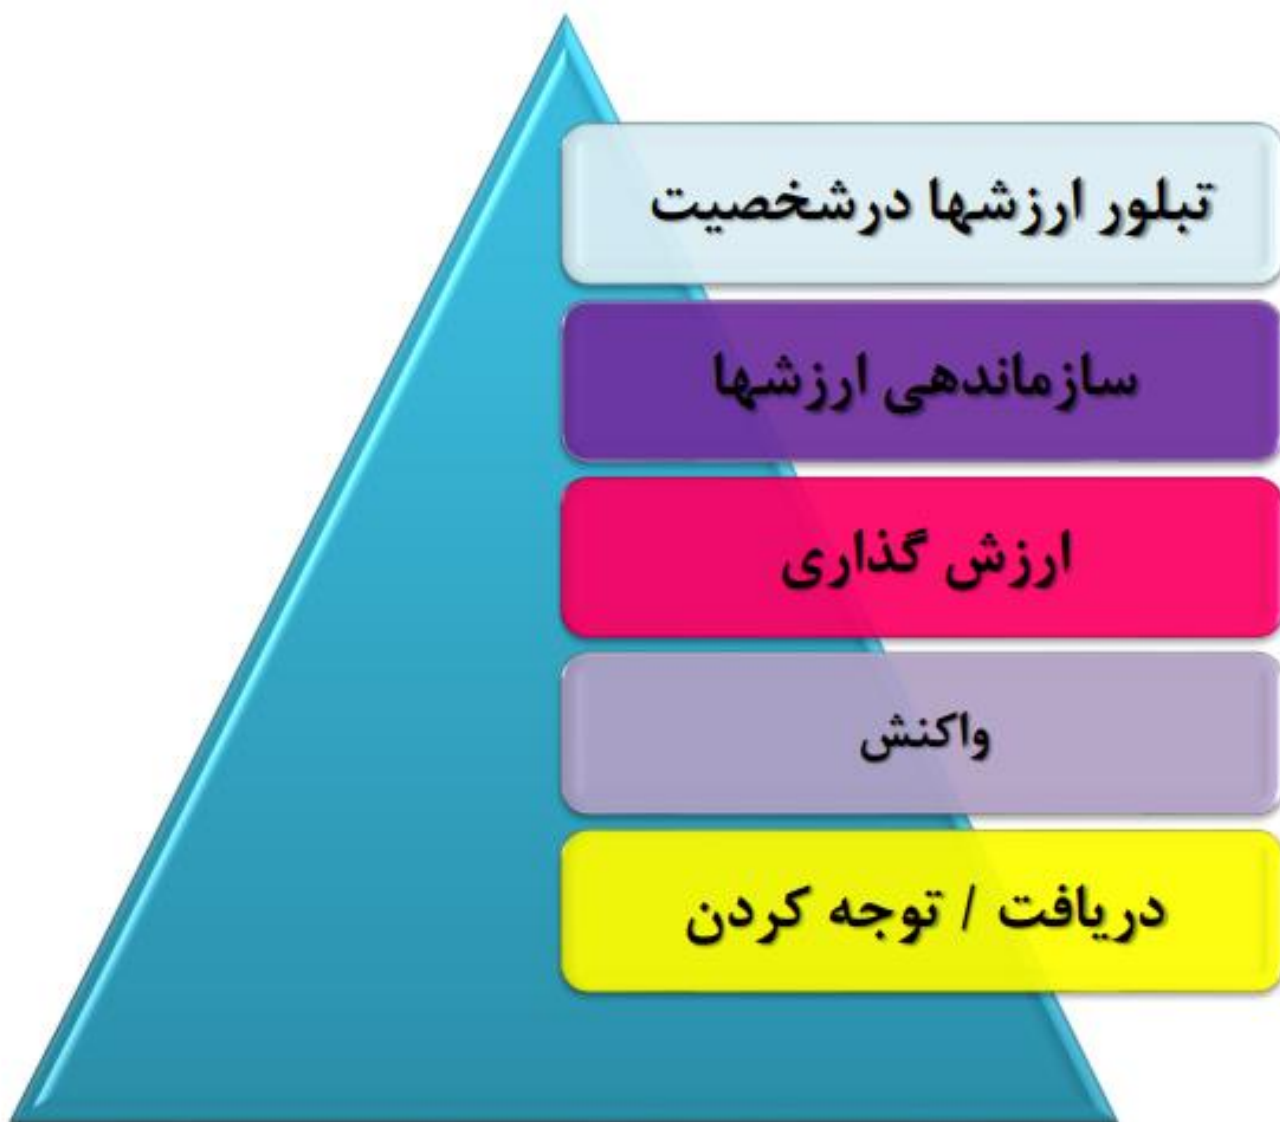 تبلور ارزشها درشخصیت
سازماندهی ارزشها
ارزش گذاری
واکنش
دریافت / توجه کردن